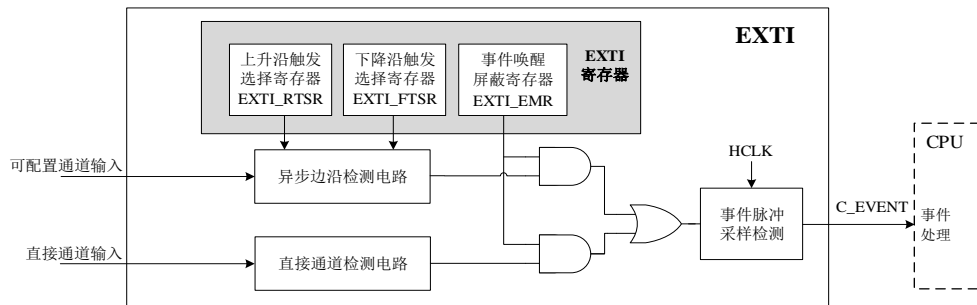 EXTI
上升沿触发
选择寄存器
EXTI_RTSR
下降沿触发
选择寄存器
EXTI_FTSR
事件唤醒
屏蔽寄存器
EXTI_EMR
EXTI
寄存器
可配置通道输入
异步边沿检测电路
HCLK
CPU
直接通道输入
直接通道检测电路
事件脉冲
采样检测
C_EVENT
事件
处理